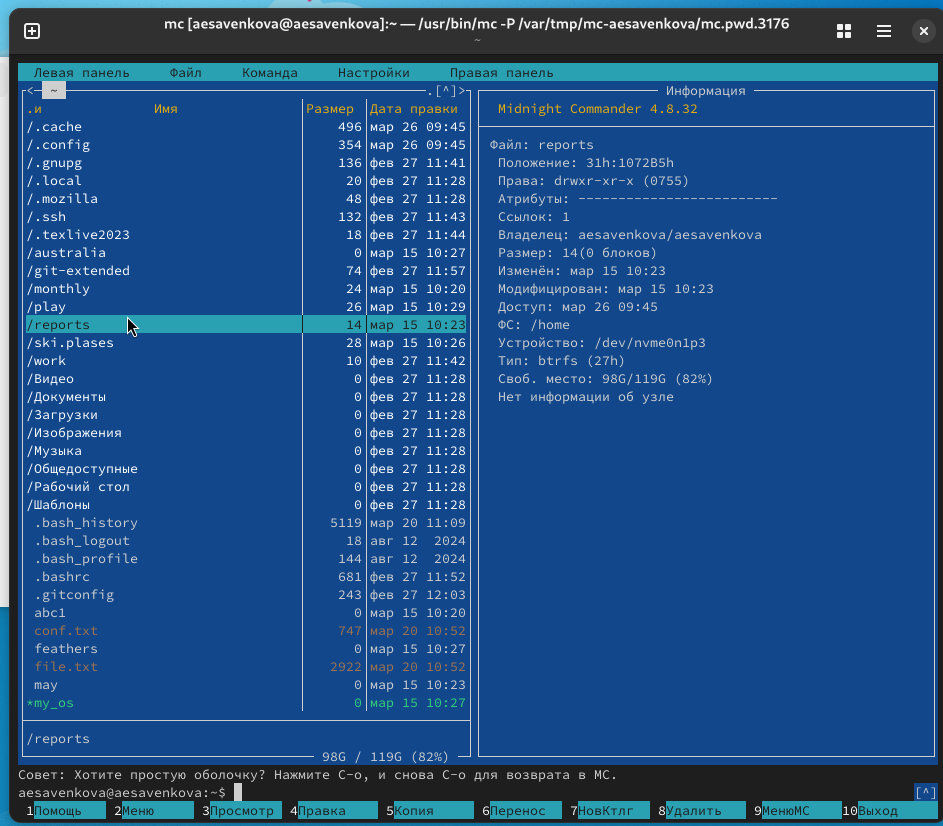 mc [aesavenkova@aesavenkova]:~ — /usr/bin/mc -P /var/tmp/mc-aesavenkova/mc.pwd.3176
~
Левая панель Файл Команда Настройки Правая панель
<─ ~ .[^]>
.и Имя Размер Дата правки
/.cache 496 мар 26 09:45
/.config 354 мар 26 09:45
/.gnupg 136 фев 27 11:41
/.local 20 фев 27 11:28
/.mozilla 48 фев 27 11:28
/.ssh 132 фев 27 11:43
/.texlive2023 18 фев 27 11:44
/australia 0 мар 15 10:27
/git-extended 74 фев 27 11:57
/monthly 24 мар 15 10:20
/play 26 мар 15 10:29
/reports 14 мар 15 10:23
/ski.plases 28 мар 15 10:26
/work 10 фев 27 11:42
/Видео 0 фев 27 11:28
/Документы 0 фев 27 11:28
/Загрузки 0 фев 27 11:28
/Изображения 0 фев 27 11:28
/Музыка 0 фев 27 11:28
/Общедоступные 0 фев 27 11:28
/Рабочий стол 0 фев 27 11:28
/Шаблоны 0 фев 27 11:28
.bash_history 5119 мар 20 11:09
.bash_logout 18 авг 12 2024
.bash_profile 144 авг 12 2024
.bashrc 681 фев 27 11:52
.gitconfig 243 фев 27 12:03
abc1 0 мар 15 10:20
conf.txt 747 мар 20 10:52
feathers 0 мар 15 10:27
file.txt 2922 мар 20 10:52
may 0 мар 15 10:23
*my_os 0 мар 15 10:27
/reports
98G / 119G (82%)
Информация
Midnight Commander 4.8.32
Файл: reports
Положение: 31h:1072B5h
Права: drwxr-xr-x (0755)
Атрибуты: -------------------------
Ссылок: 1
Владелец: aesavenkova/aesavenkova
Размер: 14(0 блоков)
Изменён: мар 15 10:23
Модифицирован: мар 15 10:23
Доступ: мар 26 09:45
ФС: /home
Устройство: /dev/nvme0n1p3
Тип: btrfs (27h)
Своб. место: 98G/119G (82%)
Нет информации об узле
Совет: Хотите простую оболочку? Нажмите C-o, и снова C-o для возврата в MC.
aesavenkova@aesavenkova:~$ [^]
1Помощь 2Меню 3Просмотр 4Правка 5Копия 6Перенос 7НовКтлг 8Удалить 9МенюМС 10Выход